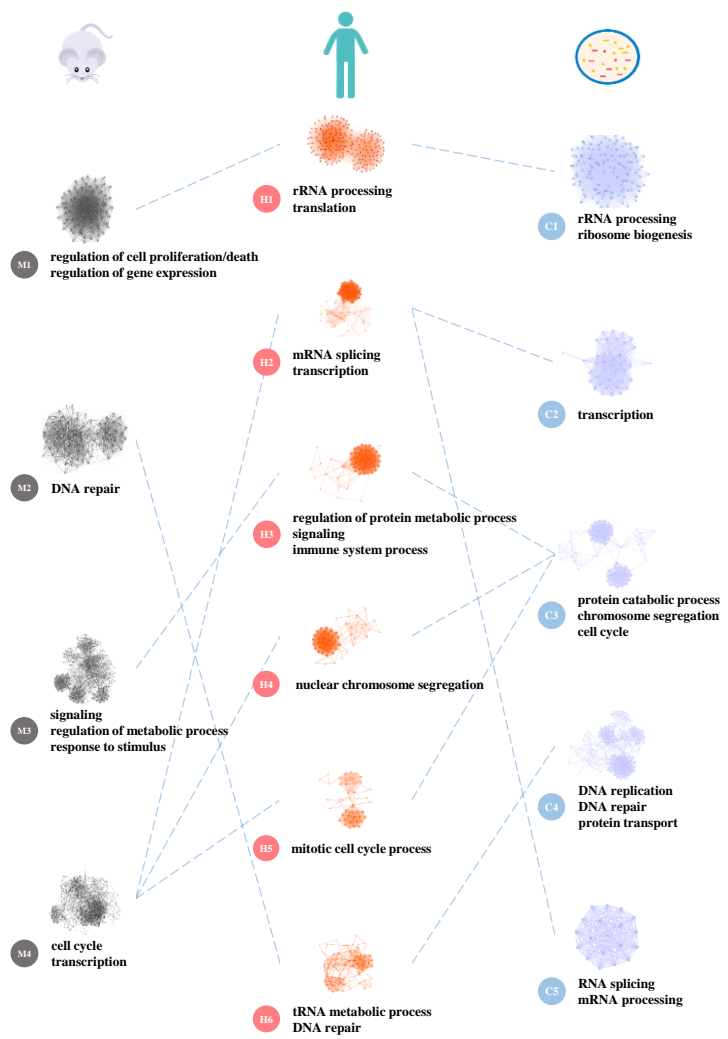 H1
rRNA processing
translation
C1
rRNA processing
ribosome biogenesis
M1
regulation of cell proliferation/death
regulation of gene expression
H2
mRNA splicing
transcription
C2
transcription
M2
DNA repair
H3
regulation of protein metabolic process
signaling
immune system process
C3
protein catabolic process
chromosome segregation
cell cycle
H4
nuclear chromosome segregation
M3
signaling
regulation of metabolic process
response to stimulus
C4
DNA replication
DNA repair
protein transport
H5
mitotic cell cycle process
M4
cell cycle
transcription
C5
RNA splicing
mRNA processing
H6
tRNA metabolic process
DNA repair